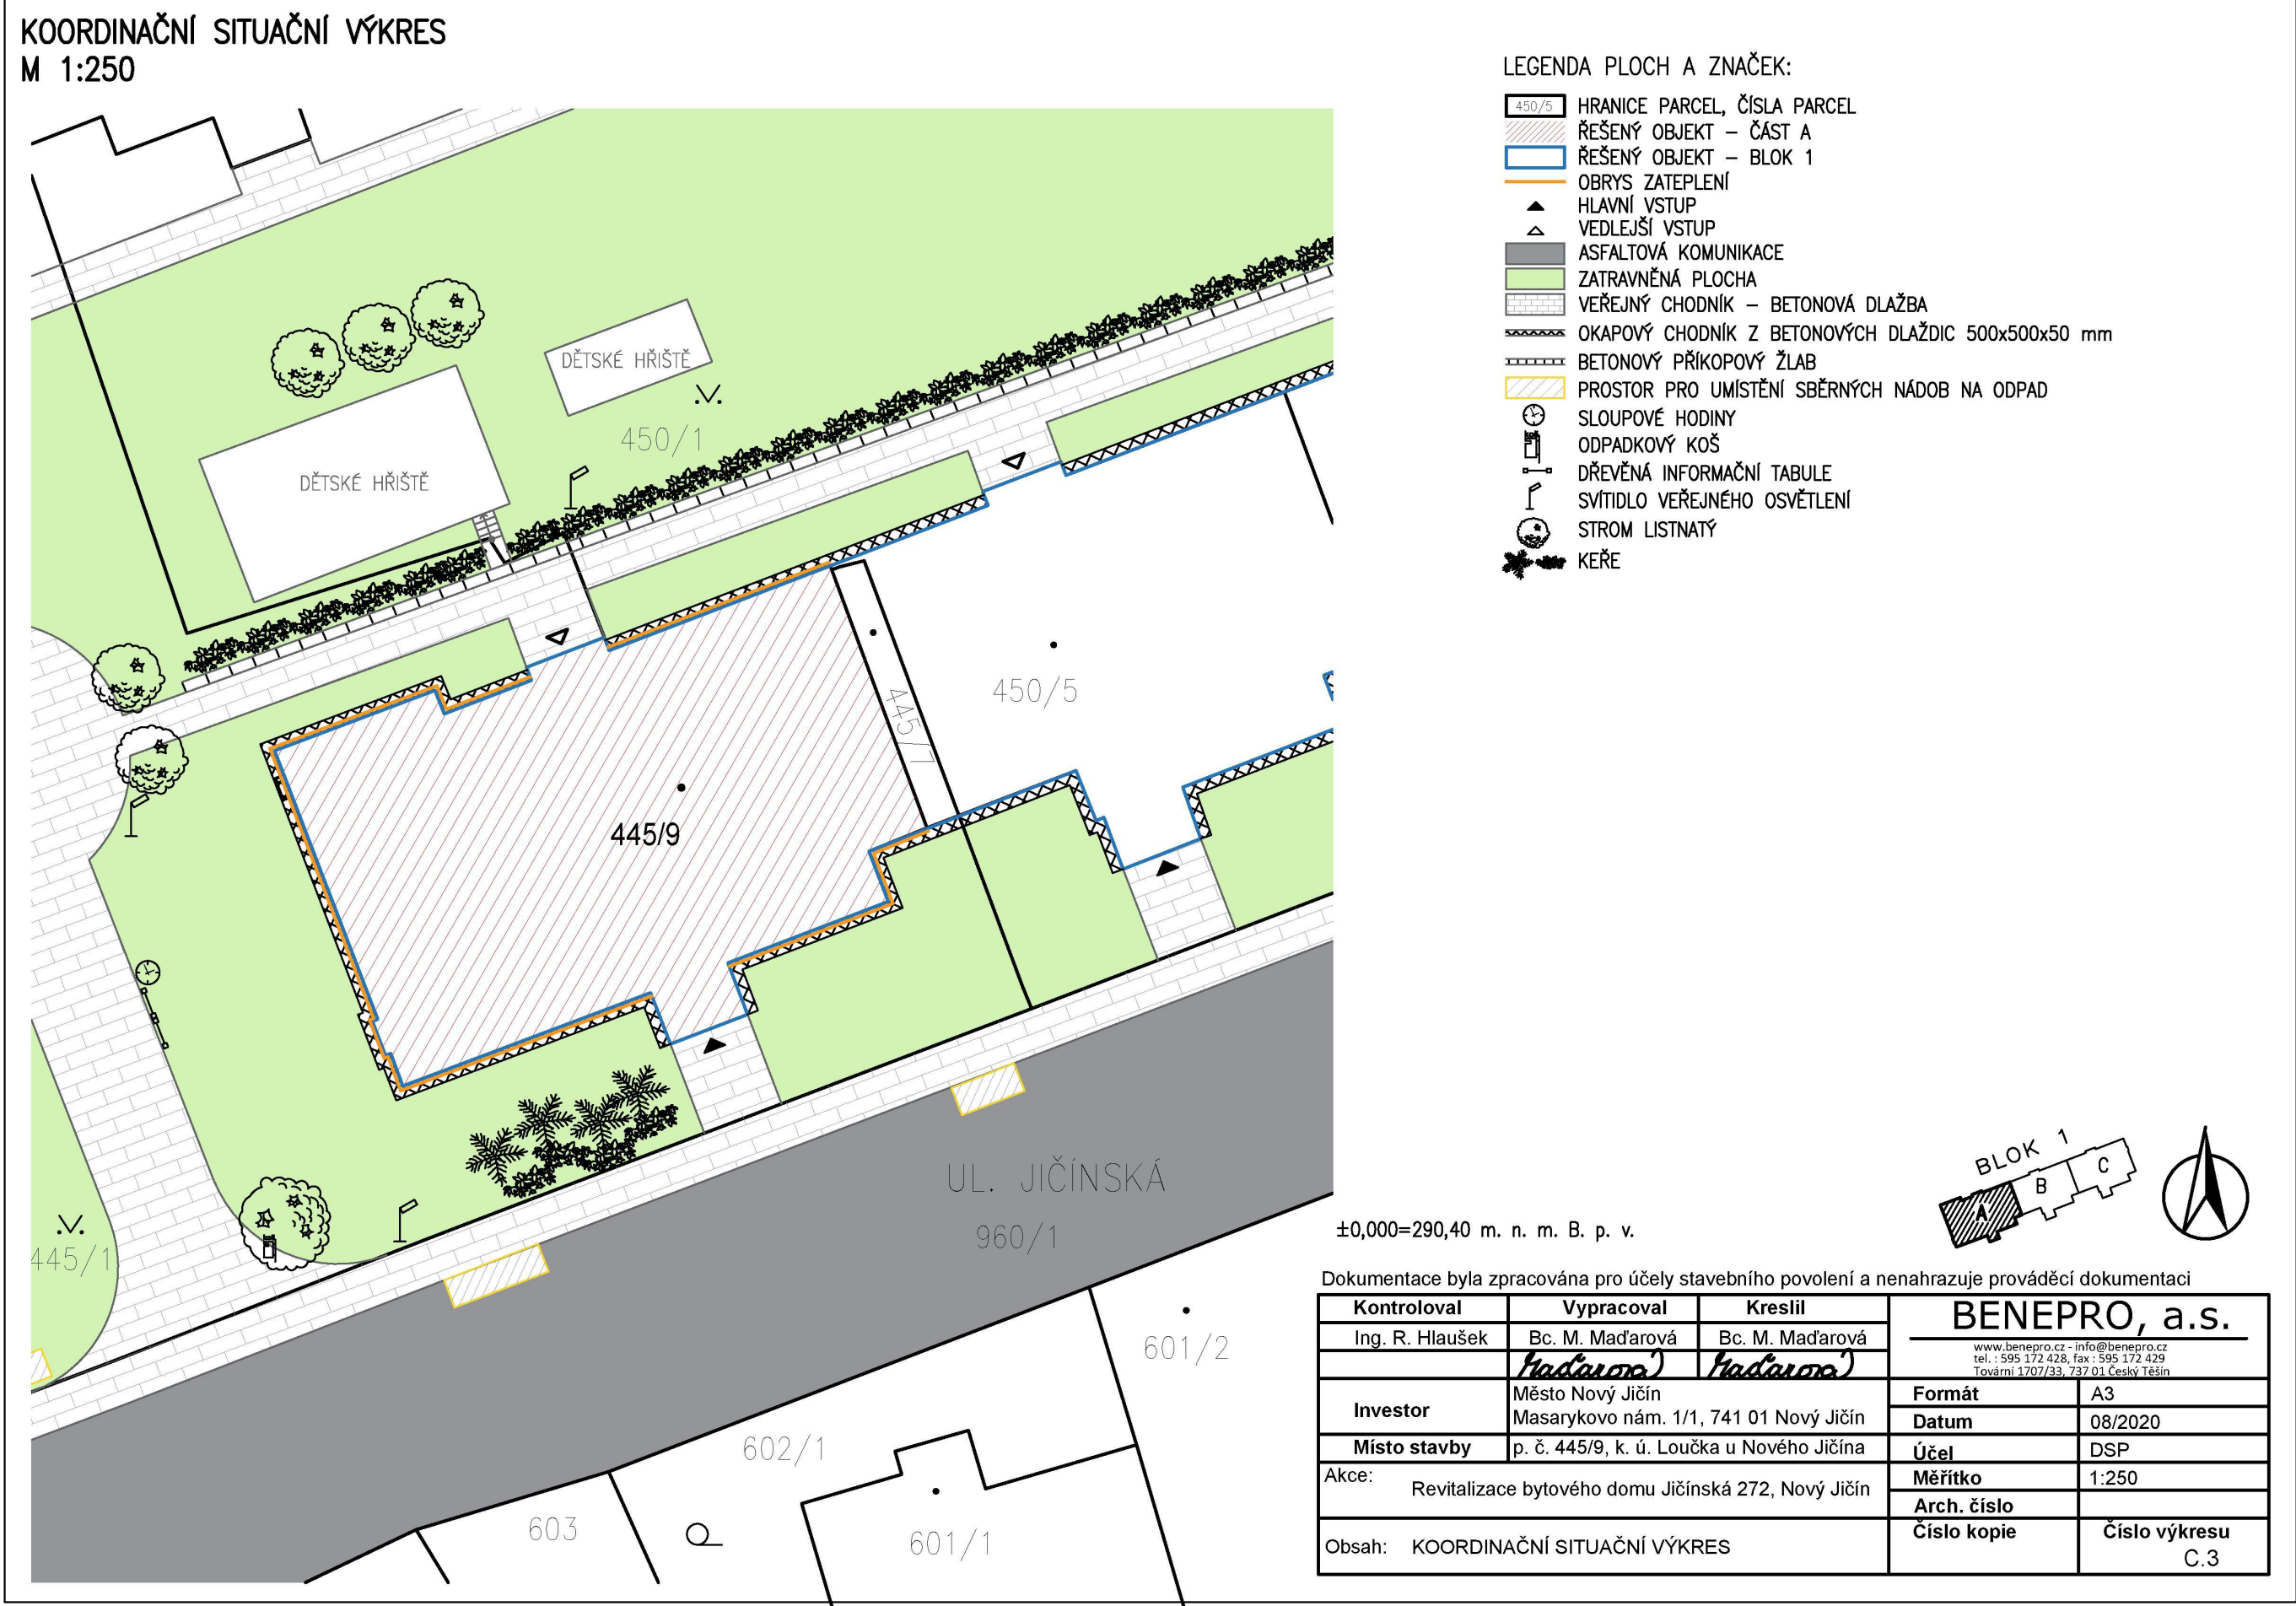 KOORDINAČNÍ SITUAČNÍ VÝKRES
M 1:250
LEGENDA PLOCH A ZNAČEK:
450/5 HRANICE PARCEL, ČÍSLA PARCEL
ŘEŠENÝ OBJEKT – ČÁST A
ŘEŠENÝ OBJEKT – BLOK 1
OBRYS ZATEPLENÍ
HLAVNÍ VSTUP
VEDLEJŠÍ VSTUP
ASFALTOVÁ KOMUNIKACE
ZATRAVNĚNÁ PLOCHA
VEŘEJNÝ CHODNÍK – BETONOVÁ DLAŽBA
OKAPOVÝ CHODNÍK Z BETONOVÝCH DLAŽDIC 500x500x50 mm
BETONOVÝ PŘÍKOPOVÝ ŽLAB
PROSTOR PRO UMÍSTĚNÍ SBĚRNÝCH NÁDOB NA ODPAD
SLOUPOVÉ HODINY
ODPADKOVÝ KOŠ
DŘEVĚNÁ INFORMAČNÍ TABULE
SVÍTIDLO VEŘEJNÉHO OSVĚTLENÍ
STROM LISTNATÝ
KEŘE
DĚTSKÉ HŘIŠTĚ
450/1
DĚTSKÉ HŘIŠTĚ
450/5
445/7
445/9
UL. JIČÍNSKÁ
960/1
445/1
601/2
602/1
603
601/1
BLOK 1
A
B
C
±0,000=290,40 m. n. m. B. p. v.
Dokumentace byla zpracována pro účely stavebního povolení a nenahrazuje prováděcí dokumentaci
Kontroloval Vypracoval Kreslil
Ing. R. Hlaušek Bc. M. Maďarová Bc. M. Maďarová
Maďarová Maďarová
BENEPRO, a.s.
www.benepro.cz - info@benepro.cz
tel. : 595 172 428, fax : 595 172 429
Tovární 1707/33, 737 01 Český Těšín
Investor
Město Nový Jičín
Masarykovo nám. 1/1, 741 01 Nový Jičín
Místo stavby p. č. 445/9, k. ú. Loučka u Nového Jičína
Akce: Revitalizace bytového domu Jičínská 272, Nový Jičín
Obsah: KOORDINAČNÍ SITUAČNÍ VÝKRES
Formát A3
Datum 08/2020
Účel DSP
Měřítko 1:250
Arch. číslo
Číslo kopie Číslo výkresu
C.3